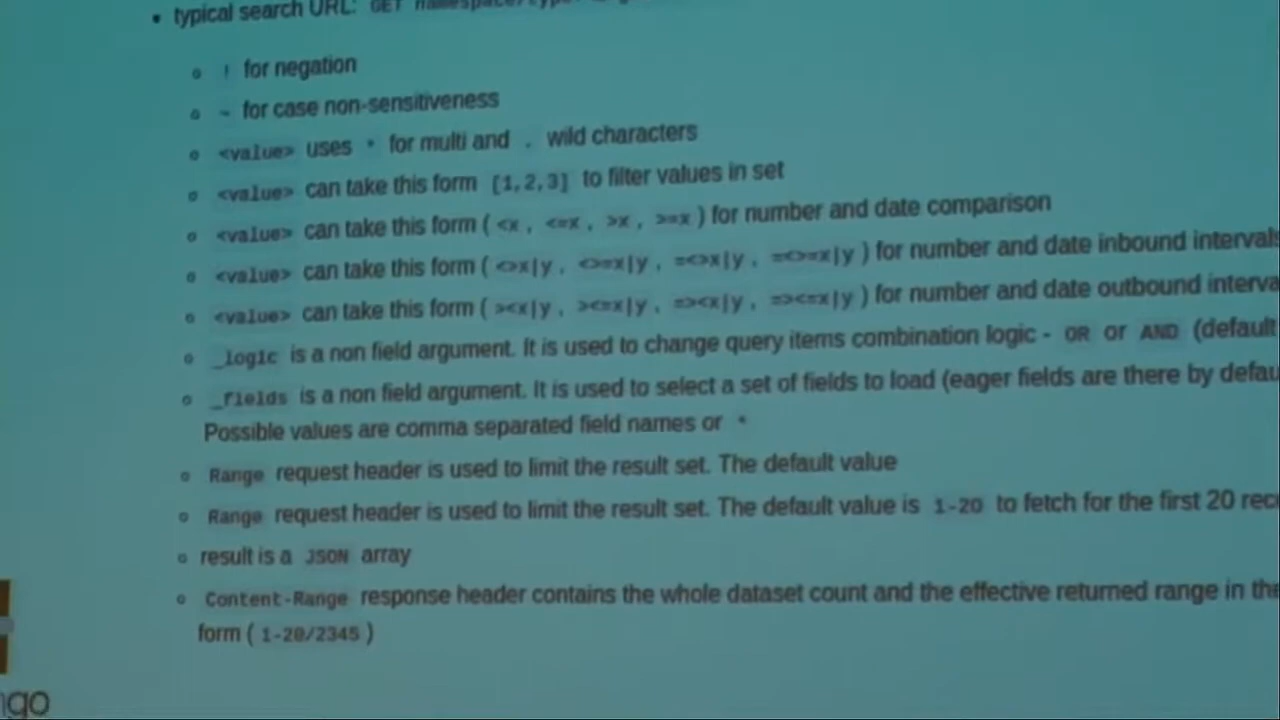 • typical search URL: GET
◦ ! for negation
◦ ~ for case non-sensitiveness
◦ <value> uses * for multi and . wild characters
◦ <value> can take this form [1,2,3] to filter values in set
◦ <value> can take this form ( <x , <=x , >x , >=x ) for number and date comparison
◦ <value> can take this form ( <>x|y , <>=x|y , =<>x|y , =<>=x|y ) for number and date inbound intervals
◦ <value> can take this form ( ><x|y , ><=x|y , =><x|y , =><=x|y ) for number and date outbound interva
◦ _logic is a non field argument. It is used to change query items combination logic - OR or AND (default
◦ _fields is a non field argument. It is used to select a set of fields to load (eager fields are there by defau
Possible values are comma separated field names or *
◦ Range request header is used to limit the result set. The default value
◦ Range request header is used to limit the result set. The default value is 1-20 to fetch for the first 20 rec
◦ result is a JSON array
◦ Content-Range response header contains the whole dataset count and the effective returned range in the
form ( 1-20/2345 )
go